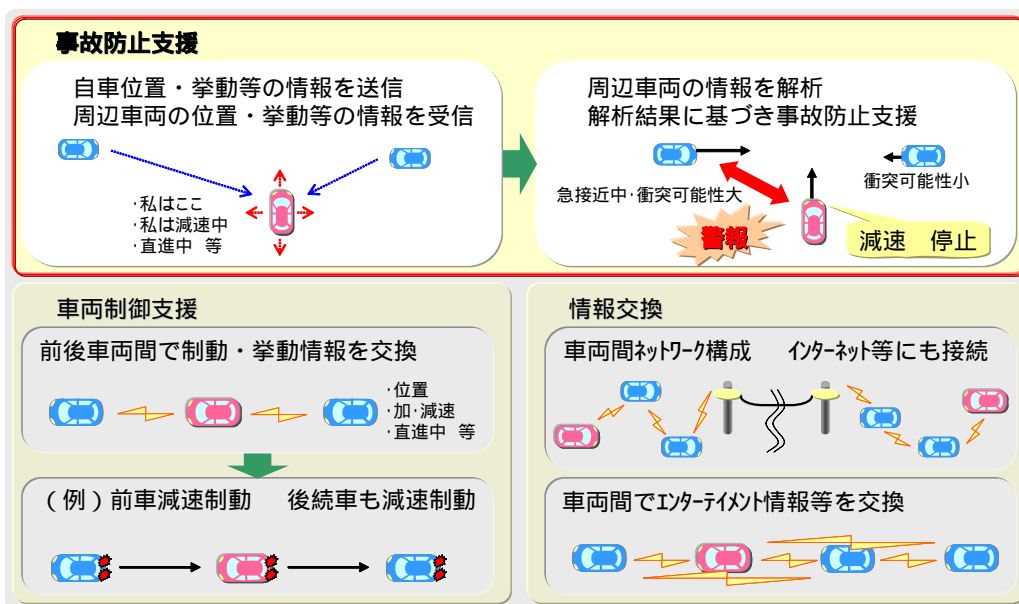 事故防止支援
自車位置・挙動等の情報を送信
周辺車両の位置・挙動等の情報を受信
・私はここ
・私は減速中
・直進中 等
周辺車両の情報を解析
解析結果に基づき事故防止支援
急接近中・衝突可能性大
衝突可能性小
警報
減速 停止
車両制御支援
前後車両間で制動・挙動情報を交換
・位置
・加・減速
・直進中 等
(例)前車減速制動 後続車も減速制動
情報交換
車両間ネットワーク構成 インターネット等にも接続
車両間でエンターテイメント情報等を交換